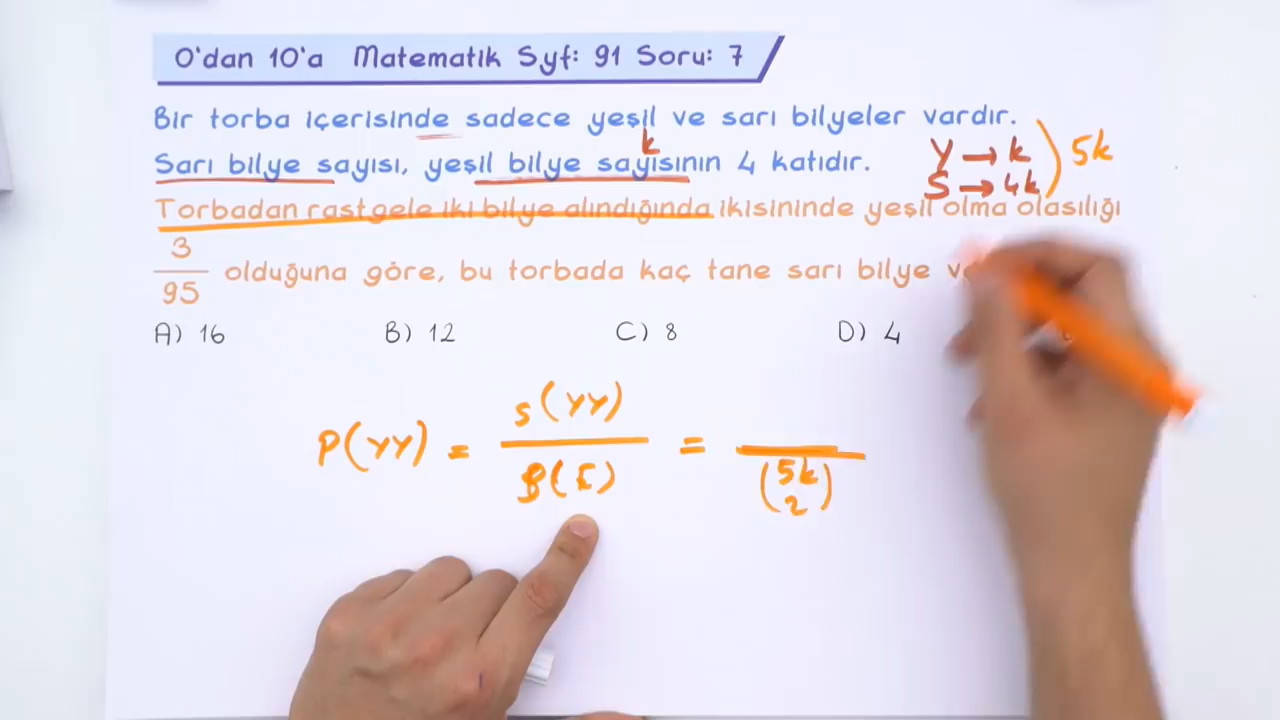 O'dan 10'a Matematik Syf: 91 Soru: 7
Bir torba içerisinde sadece yeşil ve sarı bilyeler vardır.
k
Sarı bilye sayısı, yeşil bilye sayısının 4 katıdır.
Y → k
S → 4k
5k
Torbadan rastgele iki bilye alındığında ikisininde yeşil olma olasılığı
3
95
olduğuna göre, bu torbada kaç tane sarı bilye
A) 16 B) 12 C) 8 D) 4
P(YY) = s(YY) =
(5k
2)